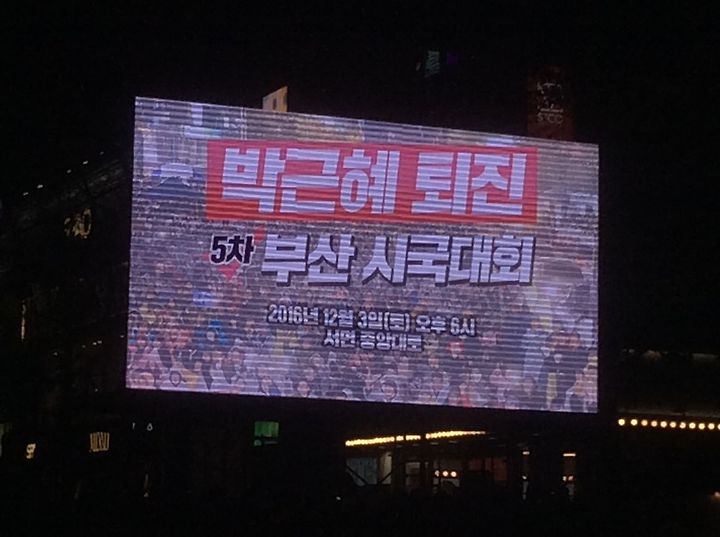 박근혜 퇴진
5차 부산 시국대회
2016년 12월 3일(토) 오후 6시
서면 중앙대로